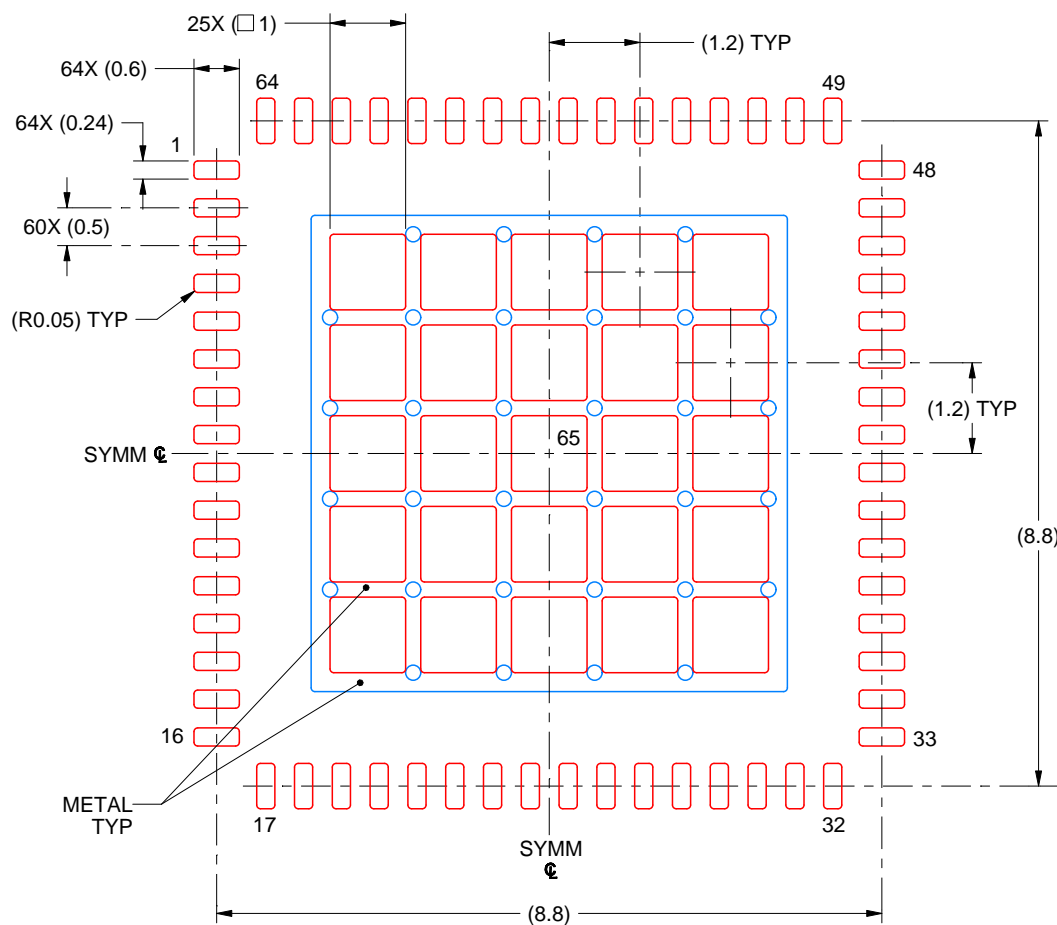 25X (□ 1)
(1.2) TYP
64X (0.6)
64
49
64X (0.24)
1
48
60X (0.5)
(R0.05) TYP
(1.2) TYP
65
SYMM ℄
(8.8)
16
33
METAL
TYP
17
32
SYMM
℄
(8.8)